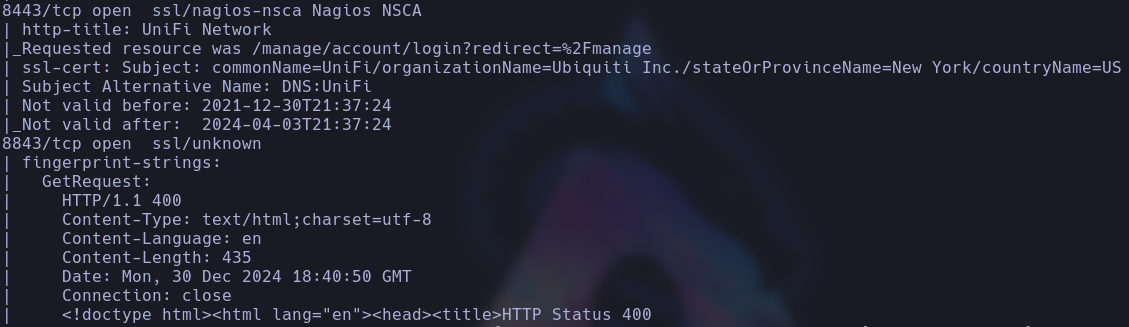 8443/tcp open  ssl/nagios-nsca Nagios NSCA
| http-title: UniFi Network
|_Requested resource was /manage/account/login?redirect=%2Fmanage
| ssl-cert: Subject: commonName=UniFi/organizationName=Ubiquiti Inc./stateOrProvinceName=New York/countryName=US
| Subject Alternative Name: DNS:UniFi
| Not valid before: 2021-12-30T21:37:24
|_Not valid after:  2024-04-03T21:37:24
8843/tcp open  ssl/unknown
| fingerprint-strings:
|   GetRequest:
|     HTTP/1.1 400
|     Content-Type: text/html;charset=utf-8
|     Content-Language: en
|     Content-Length: 435
|     Date: Mon, 30 Dec 2024 18:40:50 GMT
|     Connection: close
|     <!doctype html><html lang="en"><head><title>HTTP Status 400